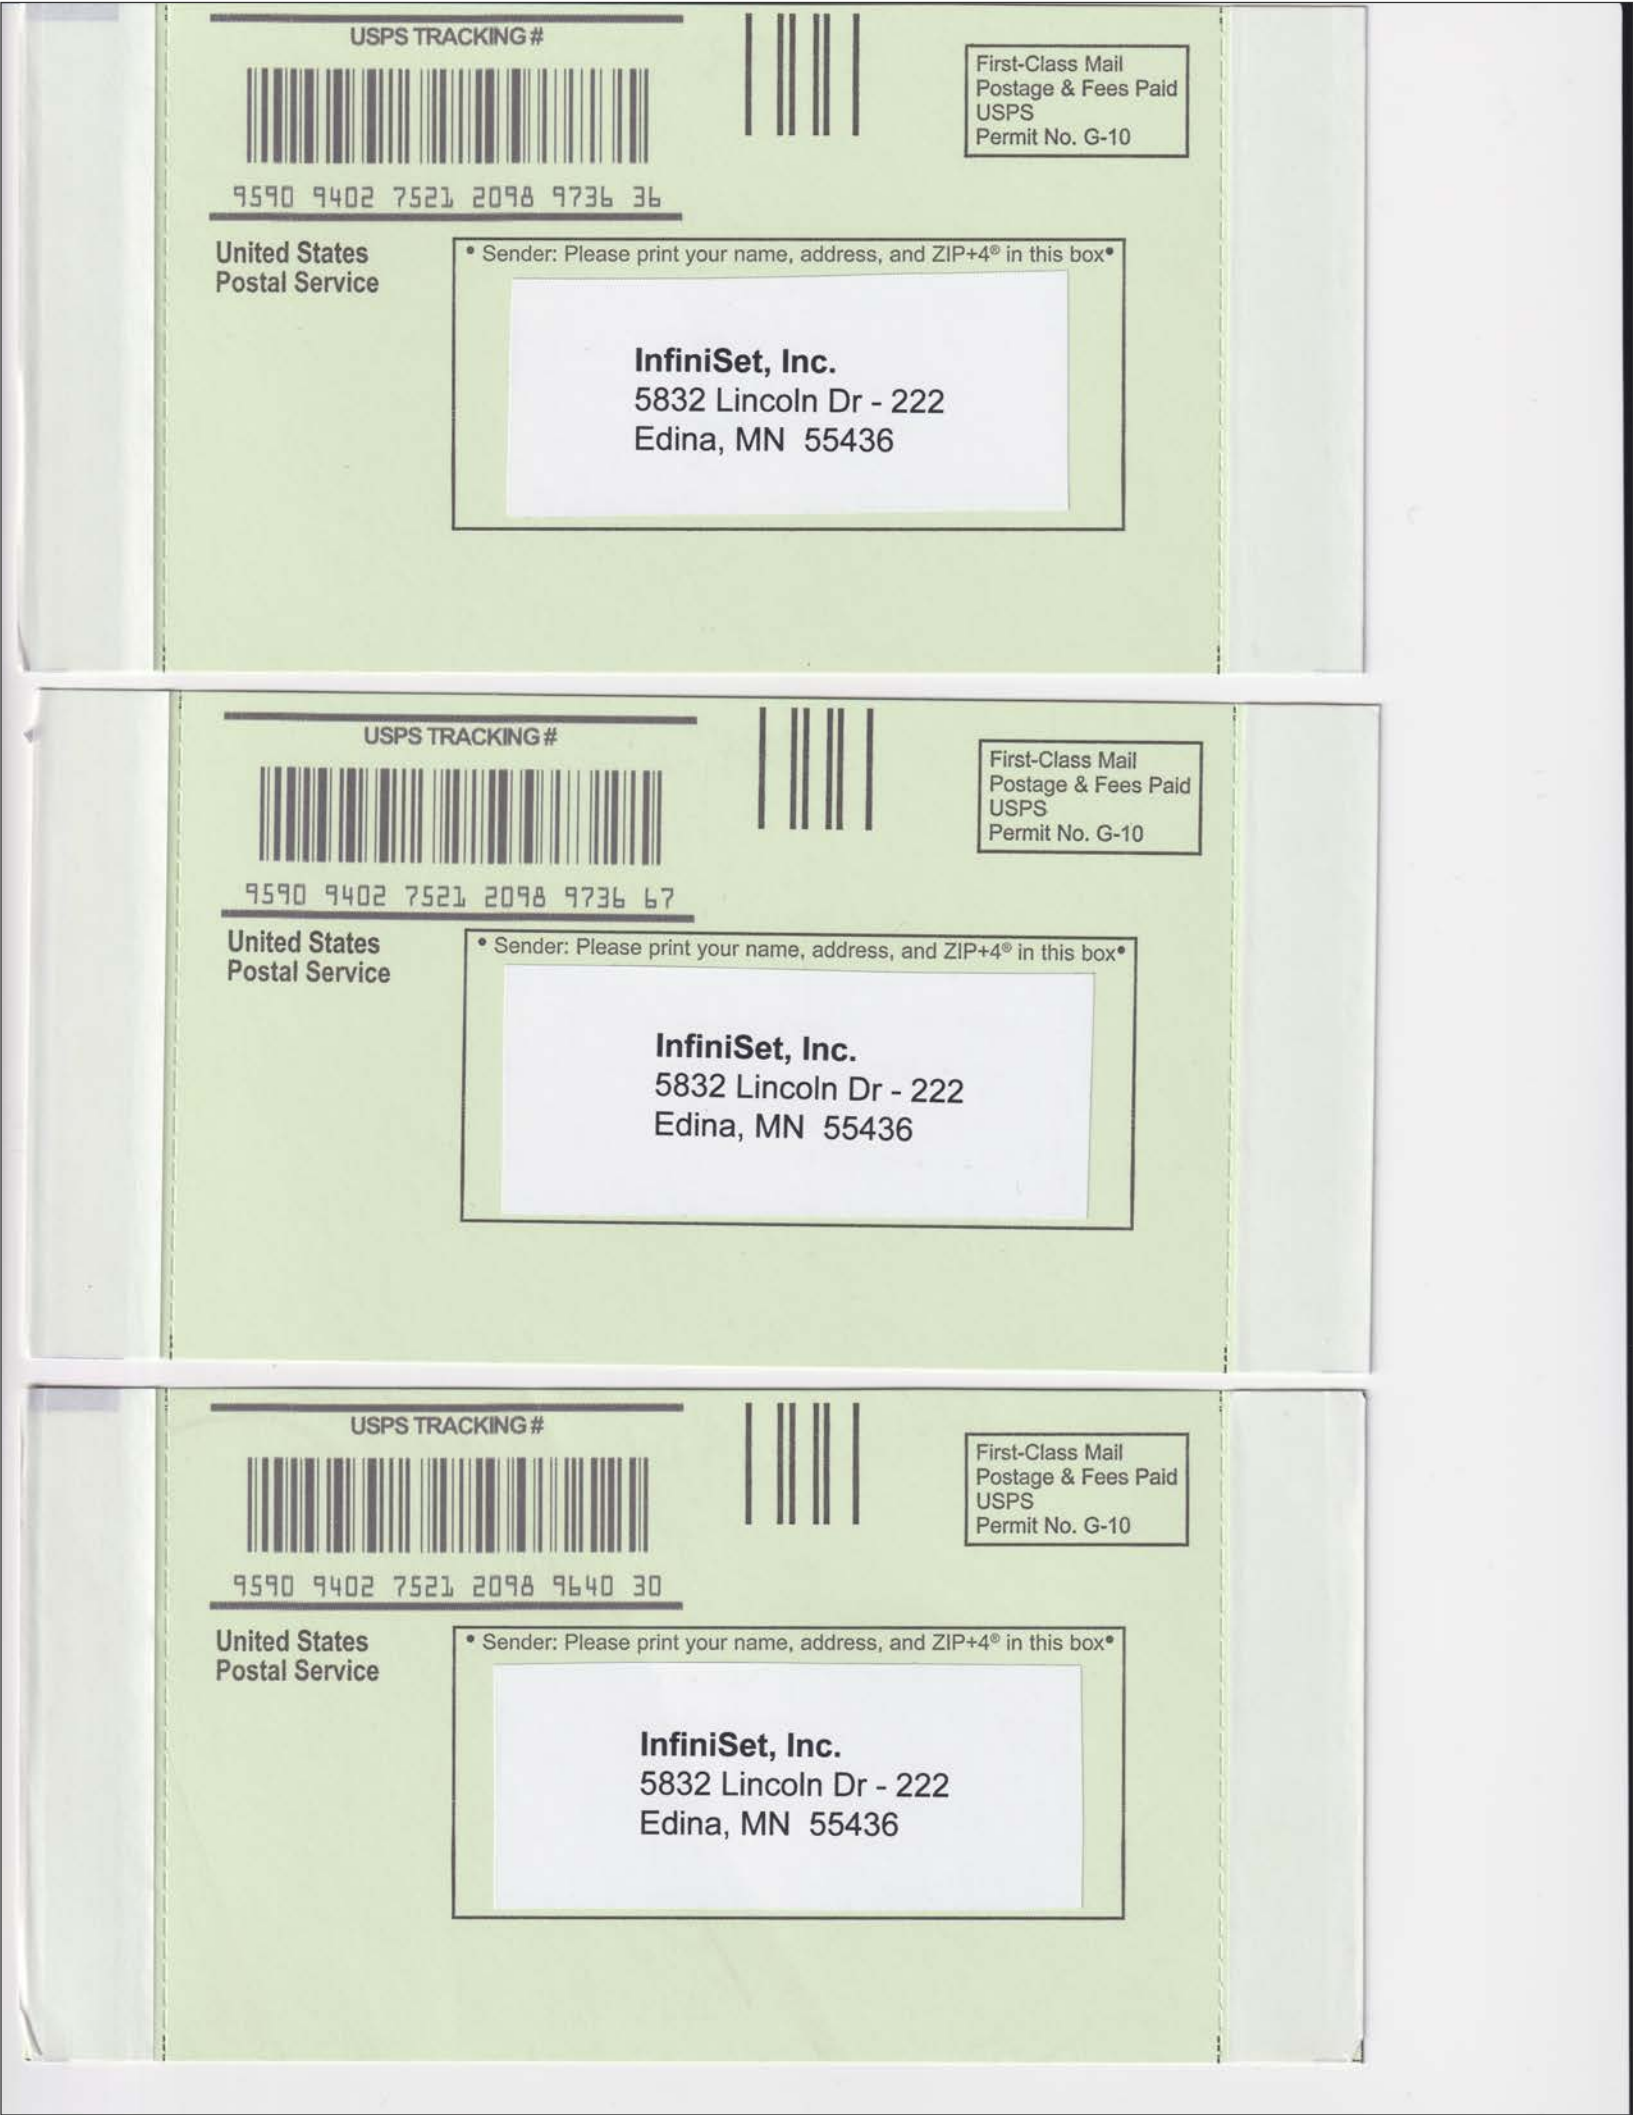 USPS TRACKING #
First-Class Mail
Postage & Fees Paid
USPS
Permit No. G-10
9590 9402 7521 2098 9736 36
United States
Postal Service
• Sender: Please print your name, address, and ZIP+4® in this box•
InfiniSet, Inc.
5832 Lincoln Dr - 222
Edina, MN 55436
USPS TRACKING #
First-Class Mail
Postage & Fees Paid
USPS
Permit No. G-10
9590 9402 7521 2098 9736 67
United States
Postal Service
• Sender: Please print your name, address, and ZIP+4® in this box•
InfiniSet, Inc.
5832 Lincoln Dr - 222
Edina, MN 55436
USPS TRACKING #
First-Class Mail
Postage & Fees Paid
USPS
Permit No. G-10
9590 9402 7521 2098 9640 30
United States
Postal Service
• Sender: Please print your name, address, and ZIP+4® in this box•
InfiniSet, Inc.
5832 Lincoln Dr - 222
Edina, MN 55436